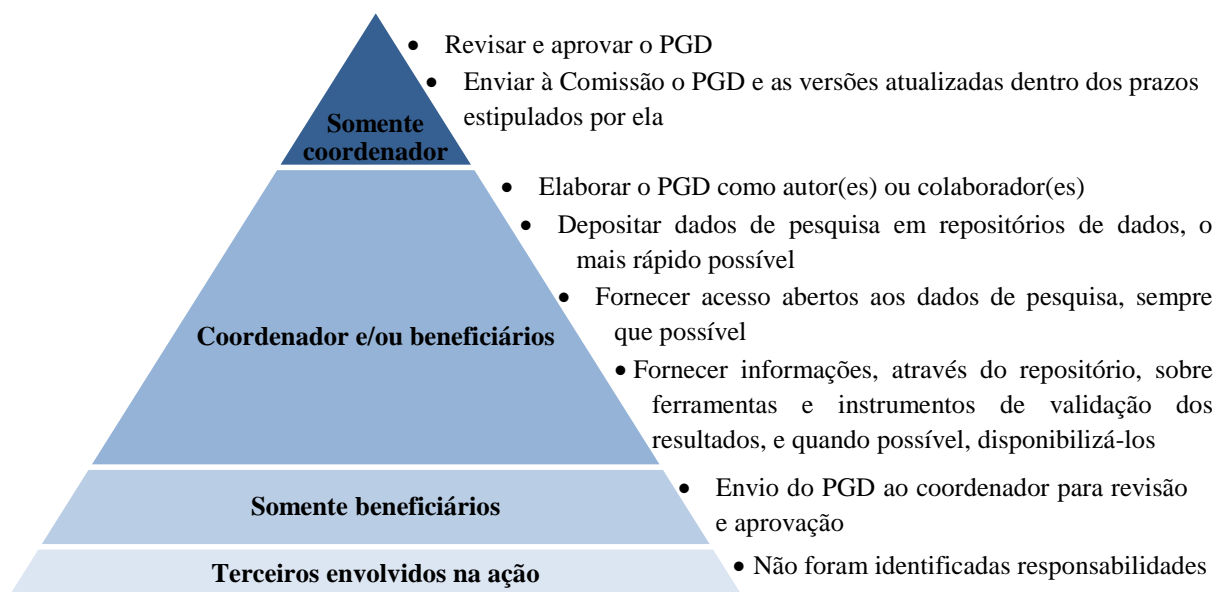 • Revisar e aprovar o PGD
• Enviar à Comissão o PGD e as versões atualizadas dentro dos prazos
estipulados por ela
Somente
coordenador
• Elaborar o PGD como autor(es) ou colaborador(es)
• Depositar dados de pesquisa em repositórios de dados, o
mais rápido possível
• Fornecer acesso abertos aos dados de pesquisa, sempre
que possível
Coordenador e/ou beneficiários
• Fornecer informações, através do repositório, sobre
ferramentas e instrumentos de validação dos
resultados, e quando possível, disponibilizá-los
Somente beneficiários
• Envio do PGD ao coordenador para revisão
e aprovação
Terceiros envolvidos na ação
• Não foram identificadas responsabilidades